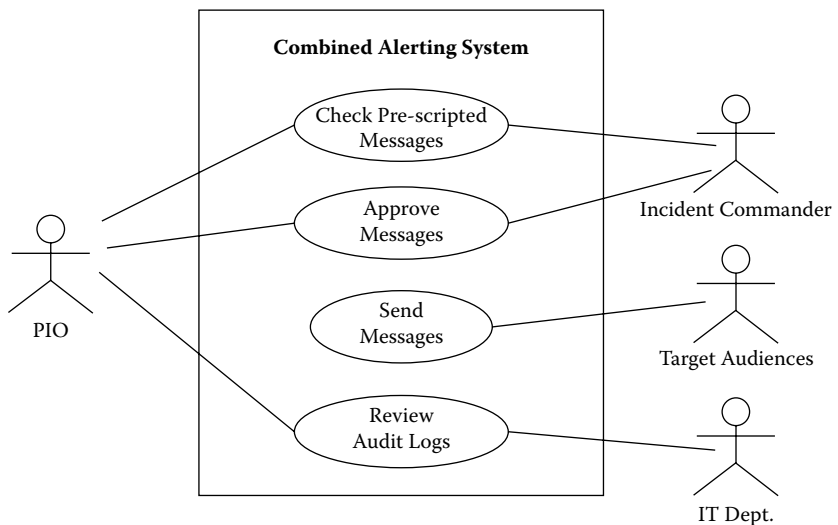 Combined Alerting System
Check Pre-scripted
Messages
Approve
Messages
Send
Messages
Review
Audit Logs
PIO
Incident Commander
Target Audiences
IT Dept.